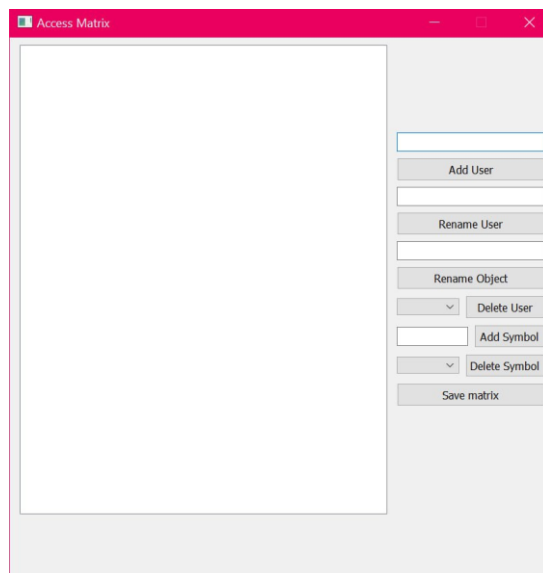 Access Matrix
Add User
Rename User
Rename Object
Delete User
Add Symbol
Delete Symbol
Save matrix